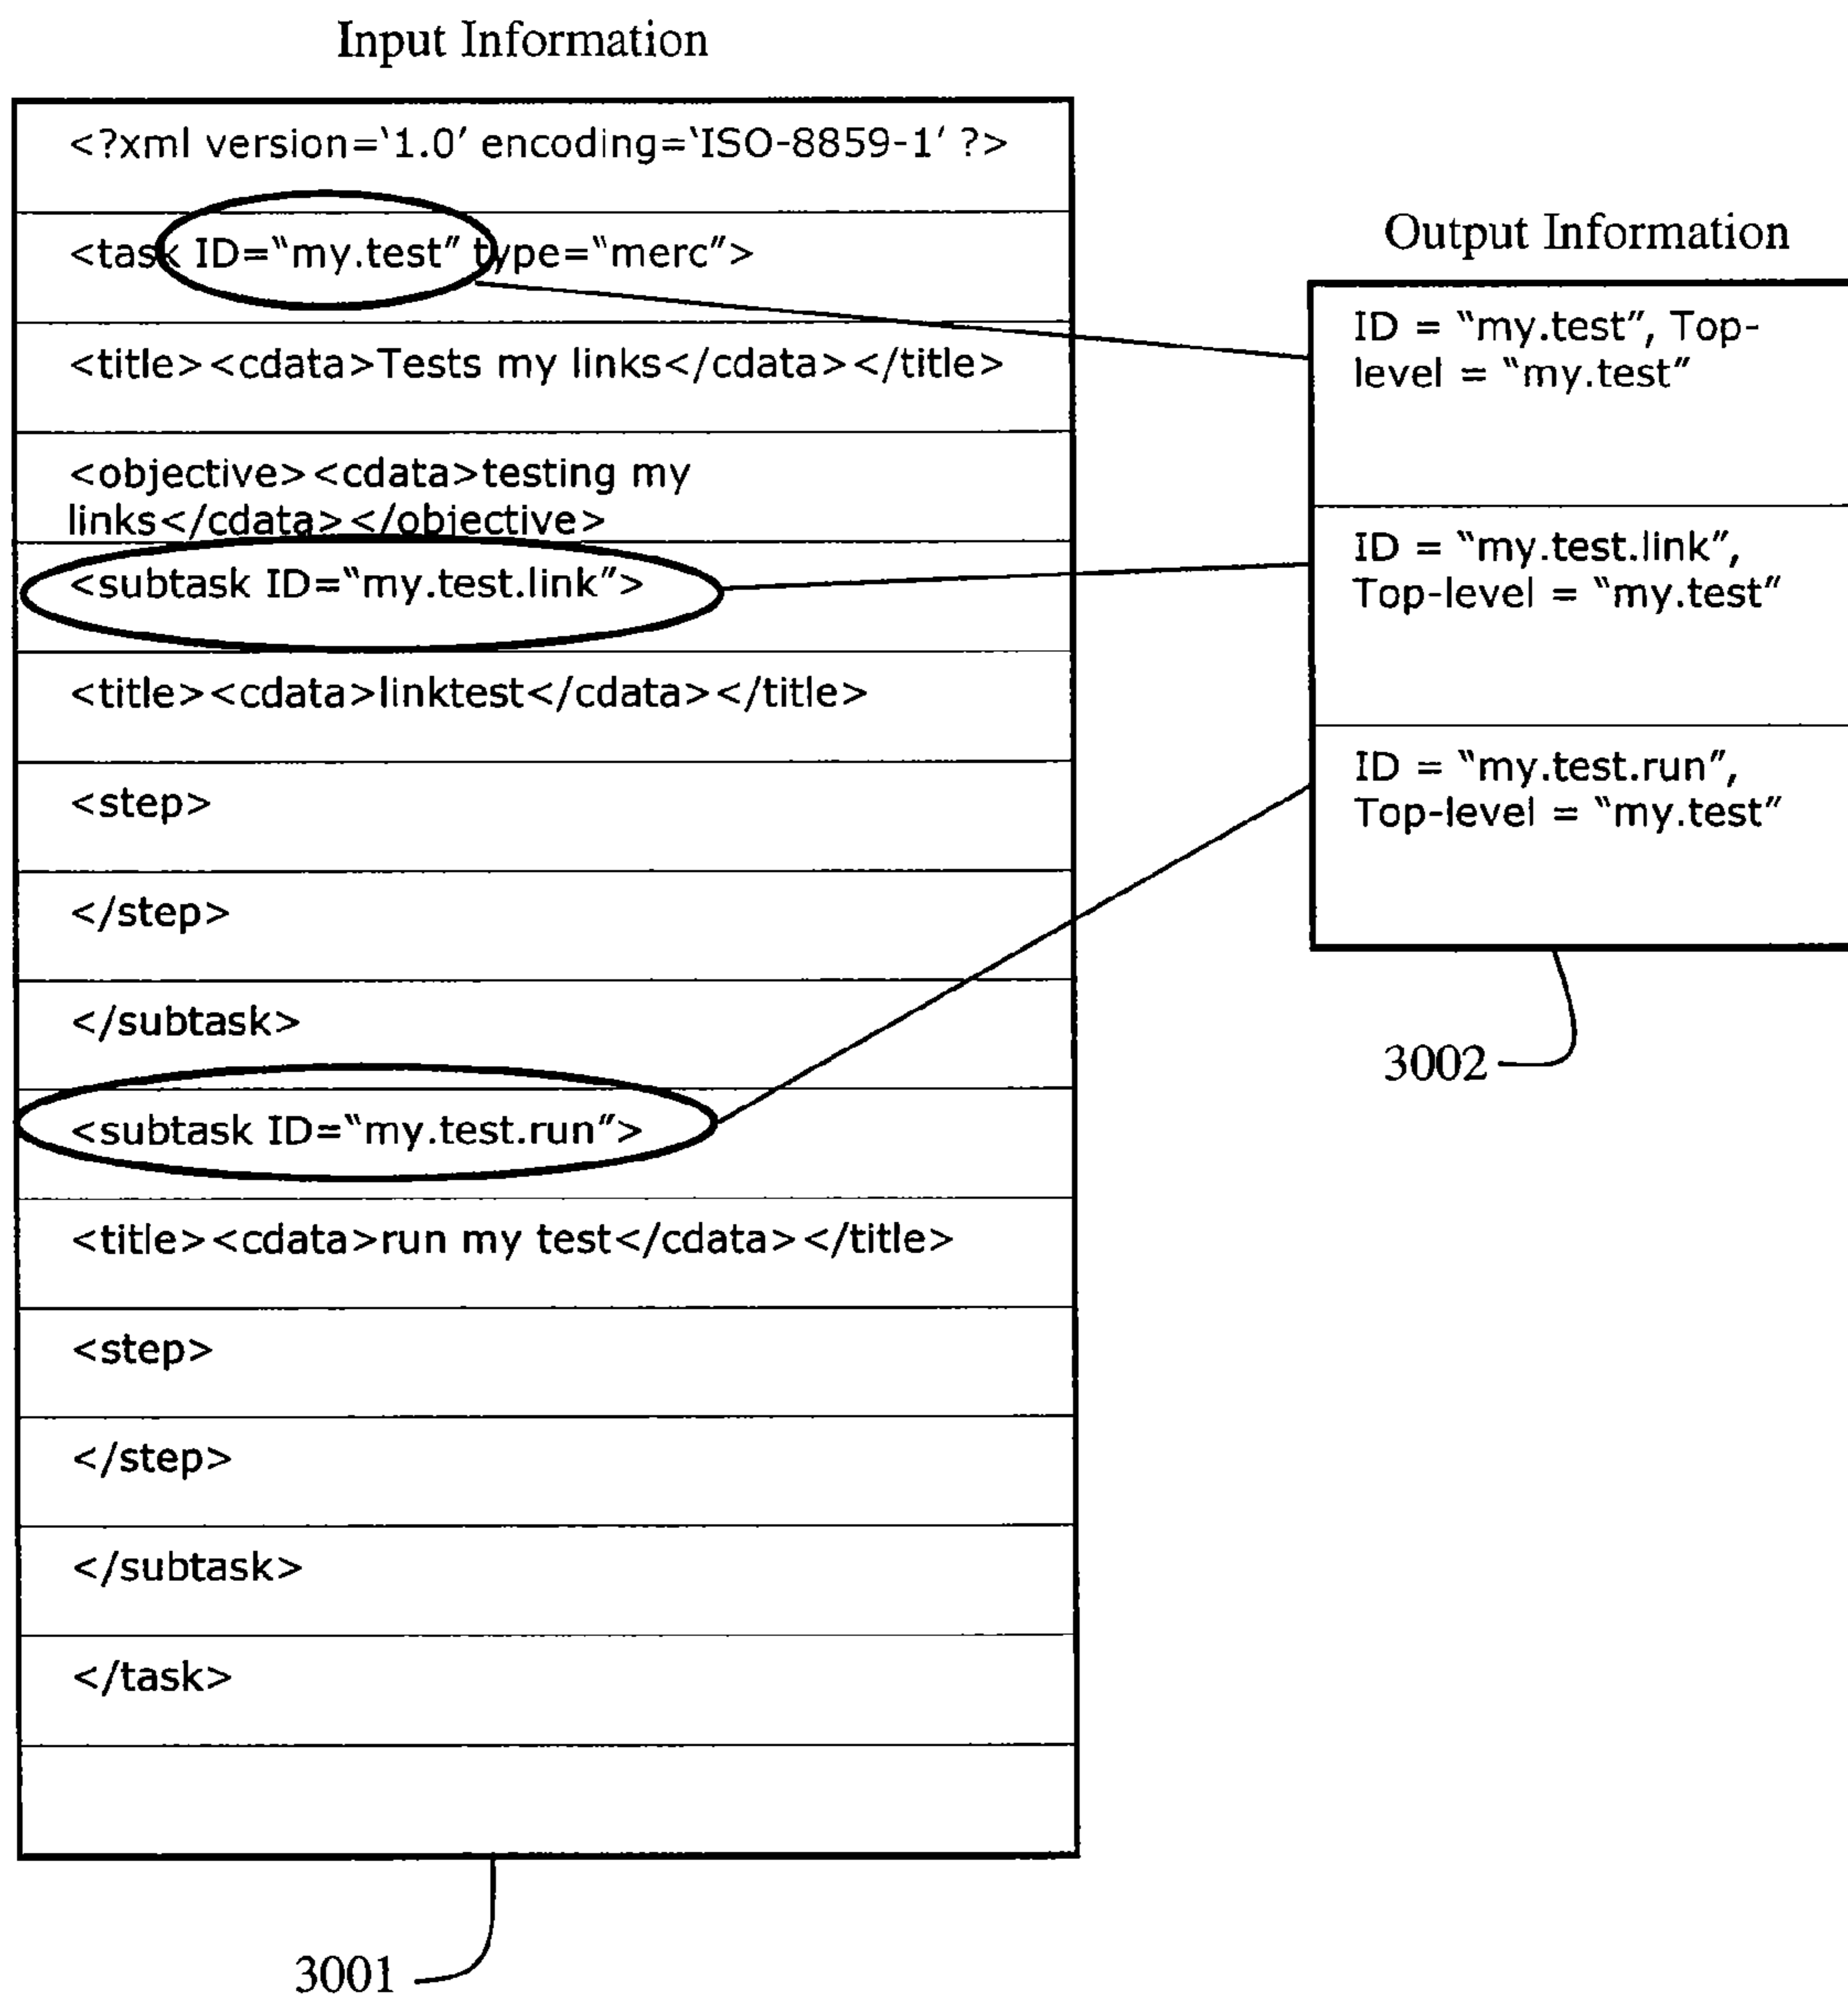 Input Information
<?xml version=‘1.0’ encoding=‘ISO-8859-1’ ?>
<task ID=“my.test” type=“merc”>
<title><cdata>Tests my links</cdata></title>
<objective><cdata>testing my
links</cdata></objective>
<subtask ID=“my.test.link”>
<title><cdata>linktest</cdata></title>
<step>
</step>
</subtask>
<subtask ID=“my.test.run”>
<title><cdata>run my test</cdata></title>
<step>
</step>
</subtask>
</task>
3001
Output Information
ID = “my.test”, Top-
level = “my.test”
ID = “my.test.link”,
Top-level = “my.test”
ID = “my.test.run”,
Top-level = “my.test”
3002